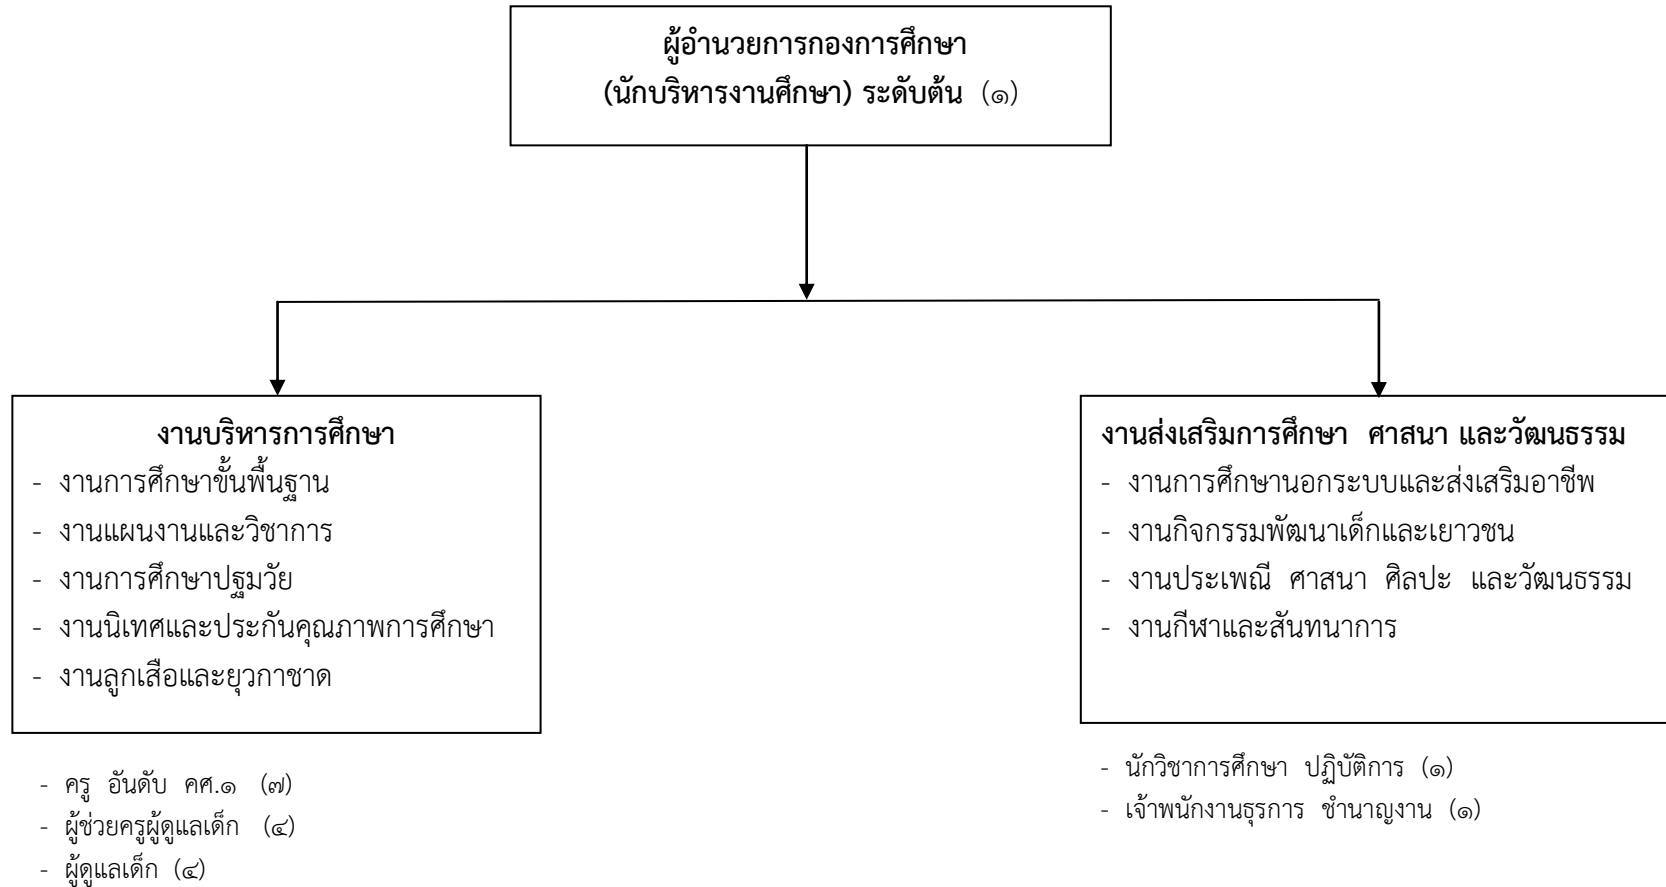 ผู้อำนวยการกองการศึกษา
(นักบริหารงานศึกษา) ระดับต้น (๑)
งานบริหารการศึกษา
- งานการศึกษาขั้นพื้นฐาน
- งานแผนงานและวิชาการ
- งานการศึกษาปฐมวัย
- งานนิเทศและประกันคุณภาพการศึกษา
- งานลูกเสือและยุวกาชาด
- ครู อันดับ คศ.๑ (๗)
- ผู้ช่วยครูผู้ดูแลเด็ก (๔)
- ผู้ดูแลเด็ก (๔)
งานส่งเสริมการศึกษา ศาสนา และวัฒนธรรม
- งานการศึกษานอกระบบและส่งเสริมอาชีพ
- งานกิจกรรมพัฒนาเด็กและเยาวชน
- งานประเพณี ศาสนา ศิลปะ และวัฒนธรรม
- งานกีฬาและสันทนาการ
- นักวิชาการศึกษา ปฏิบัติการ (๑)
- เจ้าพนักงานธุรการ ชำนาญงาน (๑)